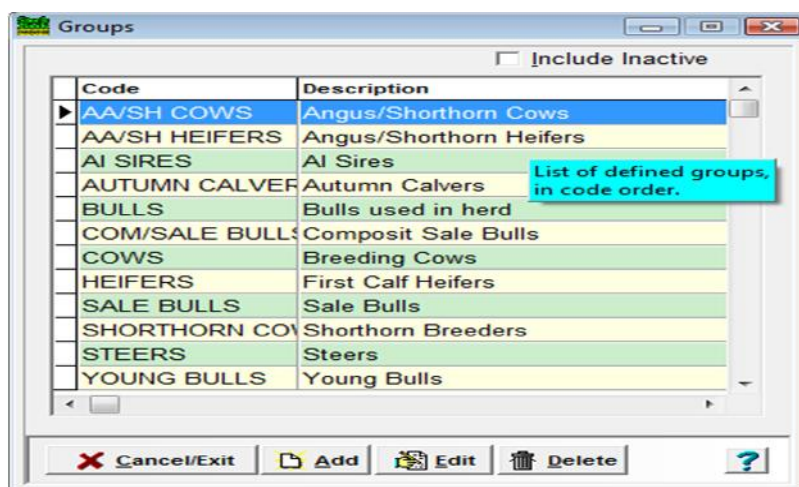 Groups
Include Inactive
Code Description
AA/SH COWS Angus/Shorthorn Cows
AA/SH HEIFERS Angus/Shorthorn Heifers
AI SIRES AI Sires
List of defined groups,
in code order.
AUTUMN CALVER Autumn Calvers
BULLS Bulls used in herd
COM/SALE BULLS Composit Sale Bulls
COWS Breeding Cows
HEIFERS First Calf Heifers
SALE BULLS Sale Bulls
SHORTHORN COW Shorthorn Breeders
STEERS Steers
YOUNG BULLS Young Bulls
Cancel/Exit Add Edit Delete ?